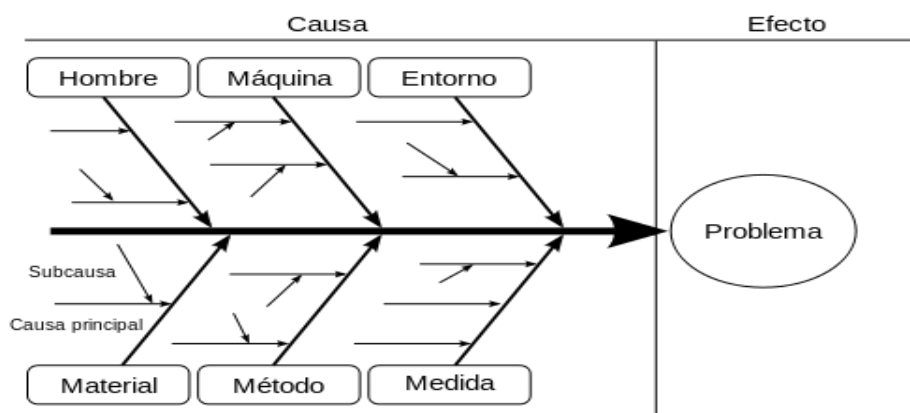 Causa
Efecto
Hombre
Máquina
Entorno
Problema
Subcausa
Causa principal
Material
Método
Medida